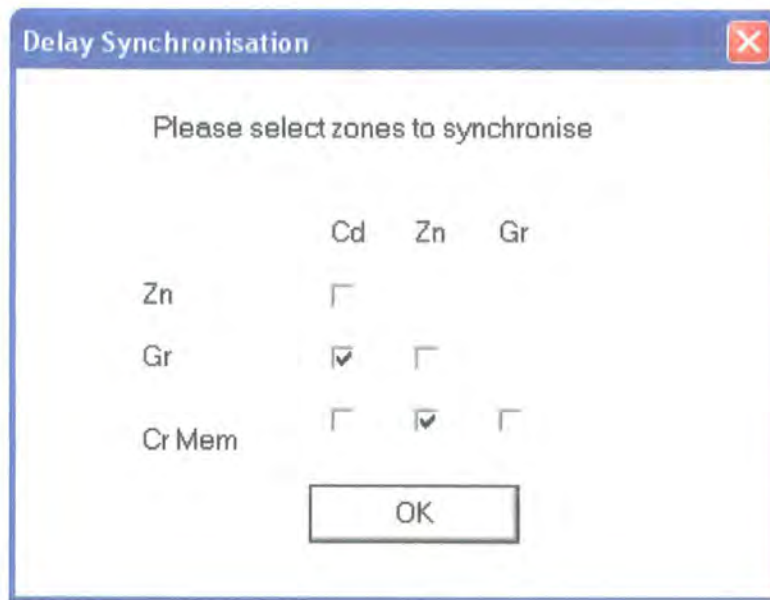 Delay Synchronisation
Please select zones to synchronise
Cd Zn Gr
Zn
Gr
Cr Mem
OK